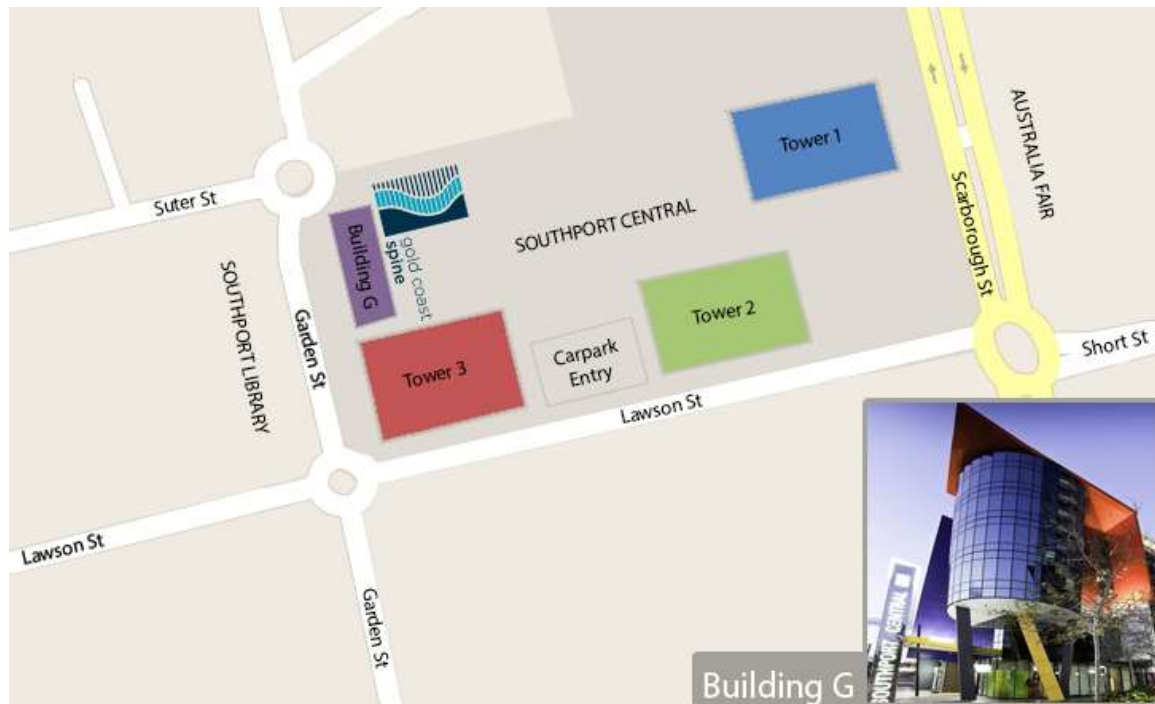 Tower 1
AUSTRALIA FAIR
Scarborough St
Suter St
SOUTHPORT CENTRAL
Building G
gold coast
spine
SOUTHPORT LIBRARY
Garden St
Tower 2
Tower 3
Carpark
Entry
Short St
Lawson St
Lawson St
Garden St
SOUTHPORT CENTRAL
Building G